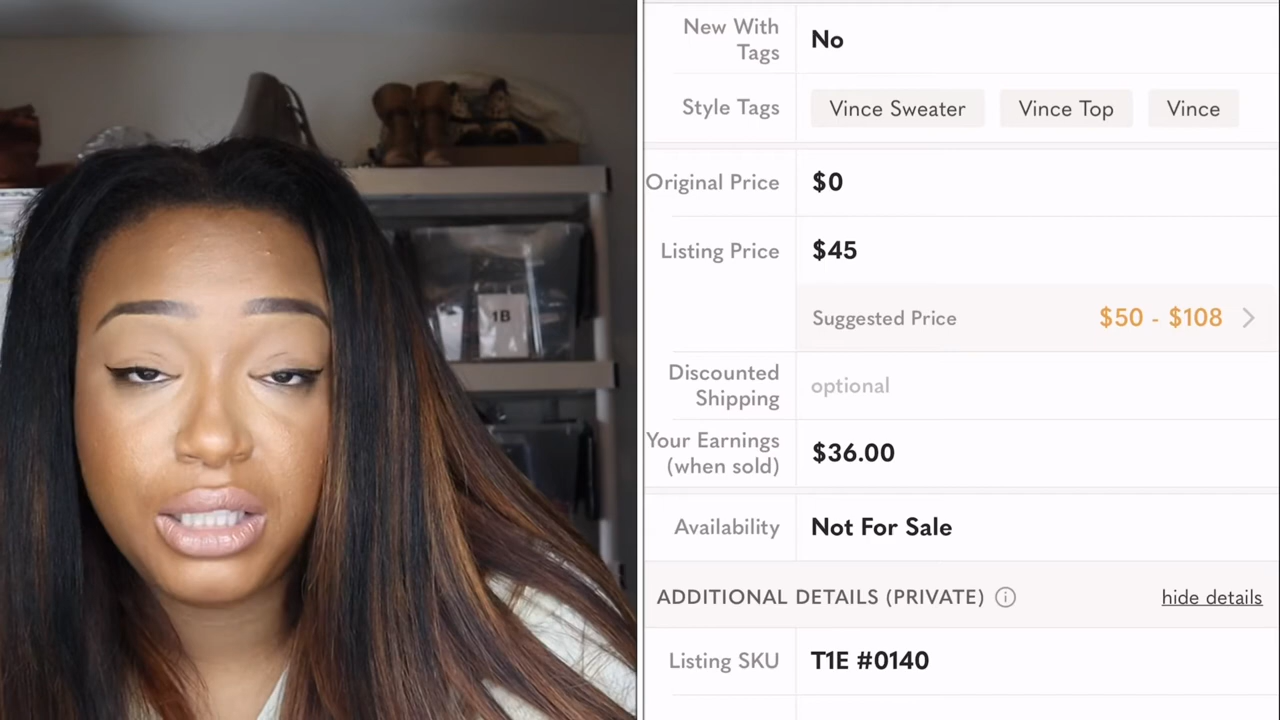 1B
New With
Tags
No
Style Tags
Vince Sweater
Vince Top
Vince
Original Price
$0
Listing Price
$45
Suggested Price
$50 - $108
Discounted
Shipping
optional
Your Earnings
(when sold)
$36.00
Availability
Not For Sale
ADDITIONAL DETAILS (PRIVATE)
hide details
Listing SKU
T1E #0140